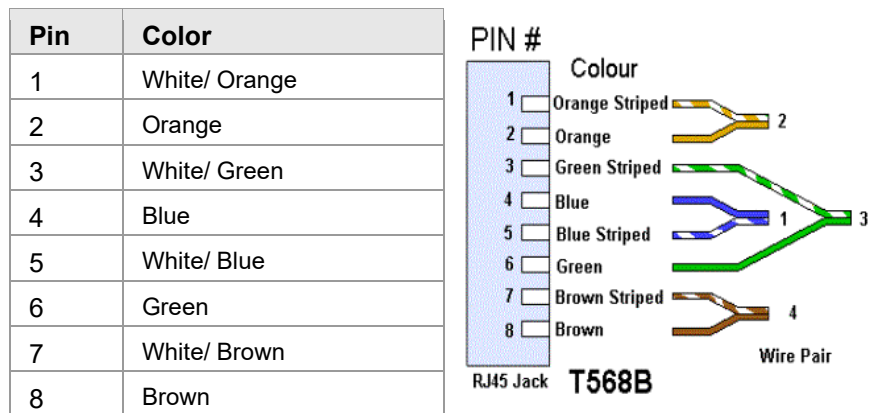 Pin Color
1 White/ Orange
2 Orange
3 White/ Green
4 Blue
5 White/ Blue
6 Green
7 White/ Brown
8 Brown
PIN #
Colour
1 Orange Striped
2 Orange
2
3 Green Striped
4 Blue
1
3
5 Blue Striped
6 Green
7 Brown Striped
4
8 Brown
Wire Pair
RJ45 Jack T568B